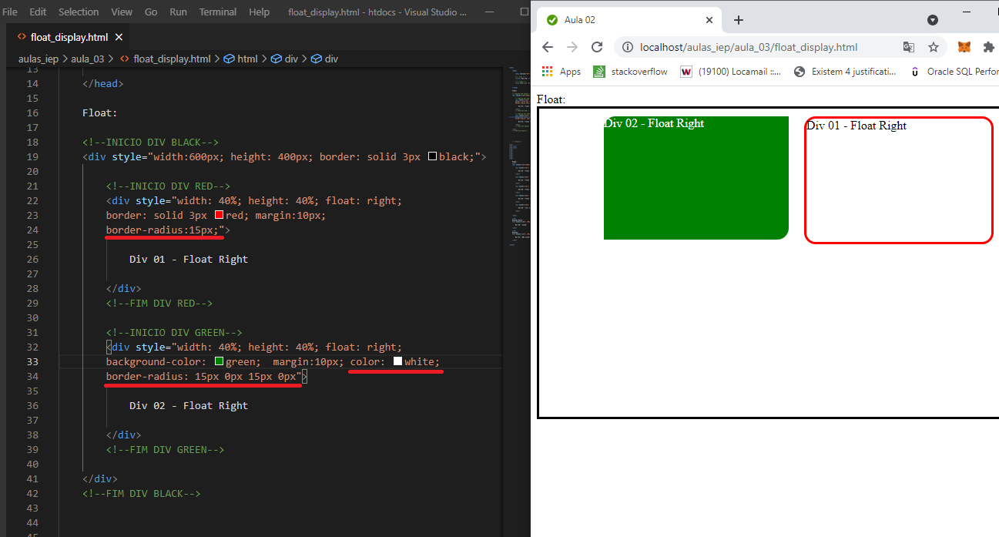 File Edit Selection View Go Run Terminal Help float_display.html - htdocs - Visual Studio ...
float_display.html
aulas_iep > aula_03 > float_display.html > html > div > div
13
14 </head>
15
16 Float:
17
18 <!--INICIO DIV BLACK-->
19 <div style="width:600px; height: 400px; border: solid 3px black;">
20
21 <!--INICIO DIV RED-->
22 <div style="width: 40%; height: 40%; float: right;
23 border: solid 3px red; margin:10px;
24 border-radius:15px;">
25
26 Div 01 - Float Right
27
28 </div>
29 <!--FIM DIV RED-->
30
31 <!--INICIO DIV GREEN-->
32 <div style="width: 40%; height: 40%; float: right;
33 background-color: green;  margin:10px; color: white;
34 border-radius: 15px 0px 15px 0px">
35
36 Div 02 - Float Right
37
38 </div>
39 <!--FIM DIV GREEN-->
40
41 </div>
42 <!--FIM DIV BLACK-->
43
44
45
Aula 02
localhost/aulas_iep/aula_03/float_display.html
Apps stackoverflow (19100) Locamail ::... Existem 4 justificati... Oracle SQL Perfor
Float:
Div 02 - Float Right
Div 01 - Float Right